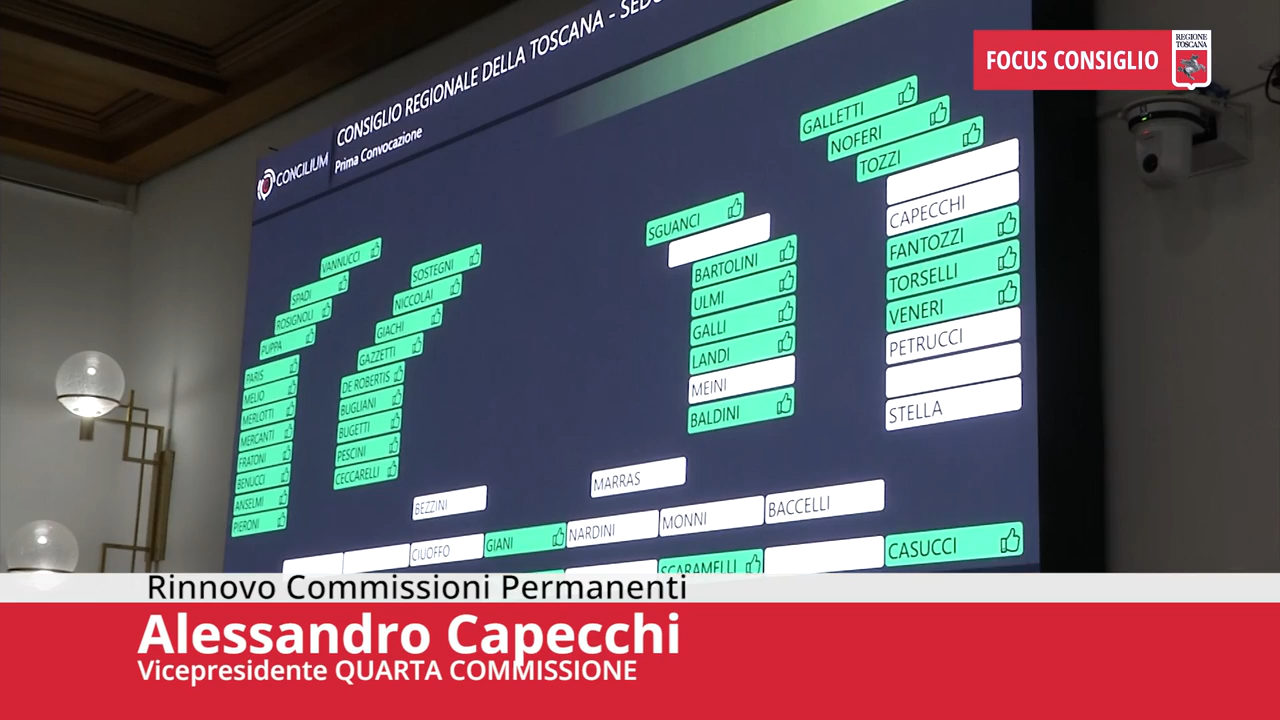 CONSIGLIO REGIONALE DELLA TOSCANA -
Prima Convocazione
CONCILIUM
FOCUS CONSIGLIO
REGIONE
TOSCANA
VANNUCCI
SPADI
ROSIGNOLI
PUPPA
PARIS
MELIO
MERLOTTI
MERCANTI
FRATONI
BENUCCI
ANSELMI
PIERONI
SOSTEGNI
NICCOLAI
GIACHI
GAZZETTI
DE ROBERTIS
BUGLIANI
BUGETTI
PESCINI
CECCARELLI
SGUANCI
BARTOLINI
ULMI
GALLI
LANDI
MEINI
BALDINI
GALLETTI
NOFERI
TOZZI
CAPECCHI
FANTOZZI
TORSELLI
VENERI
PETRUCCI
STELLA
BEZZINI
MARRAS
CIUOFFO
GIANI
NARDINI
MONNI
BACCELLI
SCARAMELLI
CASUCCI
Rinnovo Commissioni Permanenti
Alessandro Capecchi
Vicepresidente QUARTA COMMISSIONE